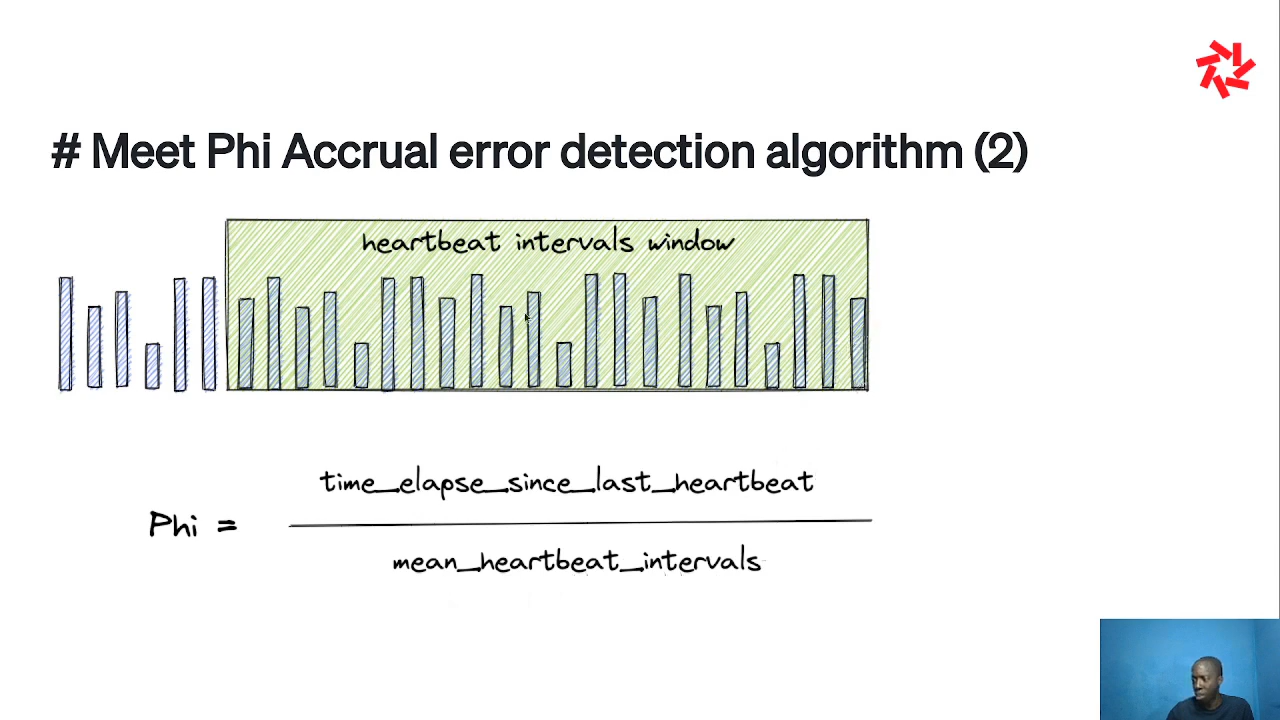 # Meet Phi Accrual error detection algorithm (2)
heartbeat intervals window
time_elapse_since_last_heartbeat
Phi =
mean_heartbeat_intervals